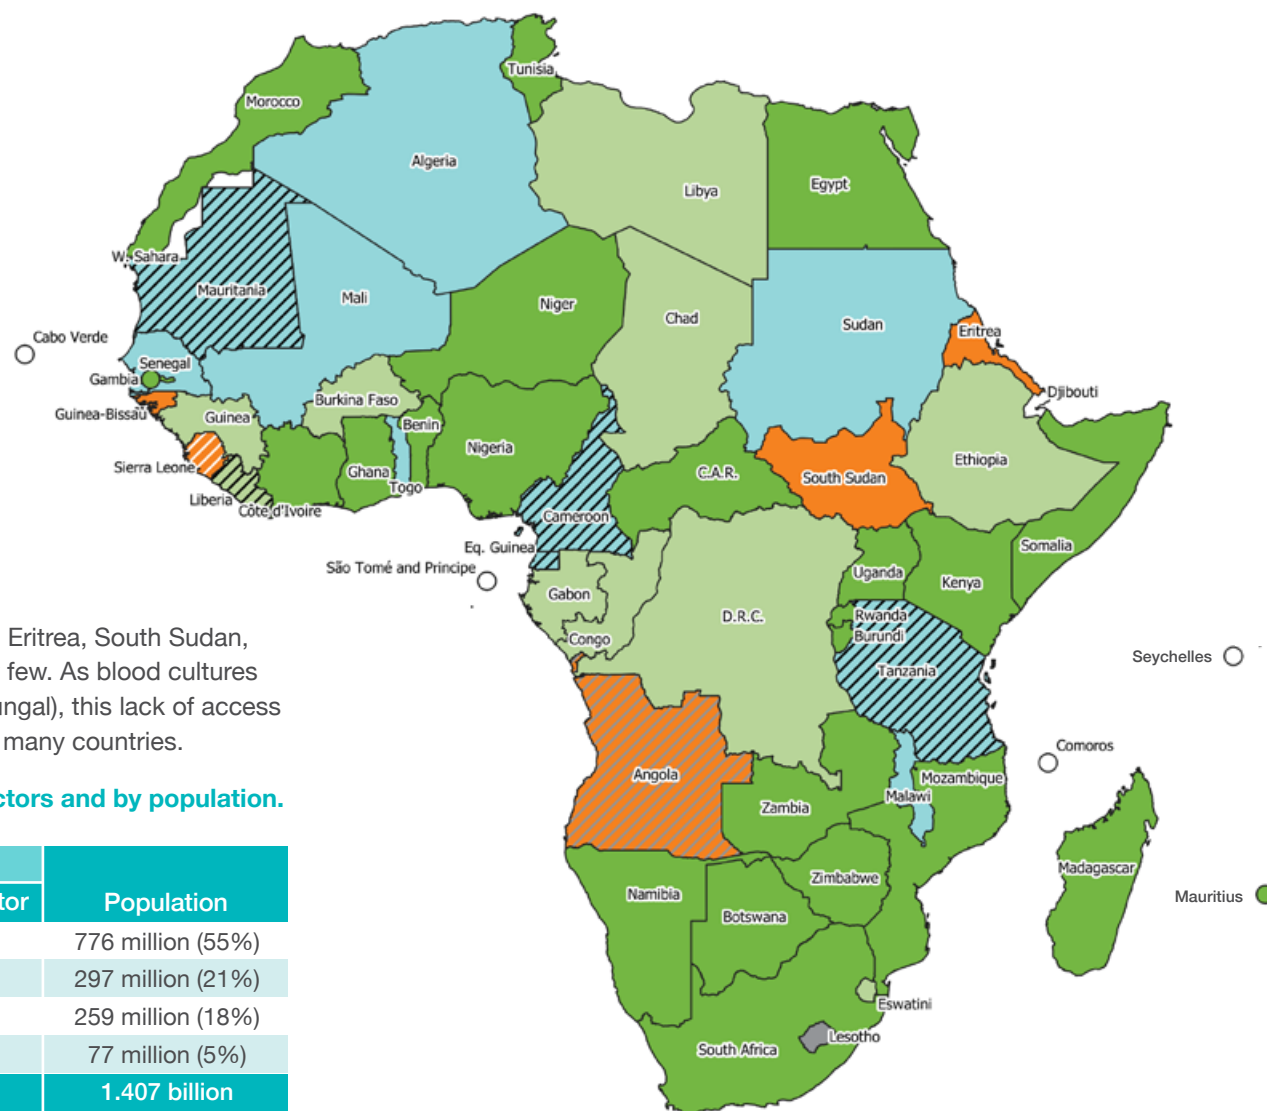 Tunisia
Morocco
Algeria
Libya
Egypt
W. Sahara
Mauritania
Mali
Niger
Chad
Sudan
Eritrea
Cabo Verde
Senegal
Gambia
Djibouti
Burkina Faso
Guinea-Bissau
Guinea
Benin
Nigeria
Ethiopia
Sierra Leone
Ghana
C.A.R.
South Sudan
Togo
Liberia
Côte d'Ivoire
Cameroon
Eq. Guinea
Somalia
São Tomé and Principe
Uganda
Kenya
Gabon
D.R.C.
Rwanda
Congo
Burundi
Eritrea, South Sudan,
few. As blood cultures
ungal), this lack of access
many countries.
Tanzania
Seychelles
Comoros
Angola
Mozambique
Malawi
Zambia
ctors and by population.
Madagascar
Zimbabwe
Namibia
Mauritius
Botswana
tor Population
776 million (55%)
297 million (21%)
259 million (18%)
77 million (5%)
1.407 billion
Eswatini
Lesotho
South Africa